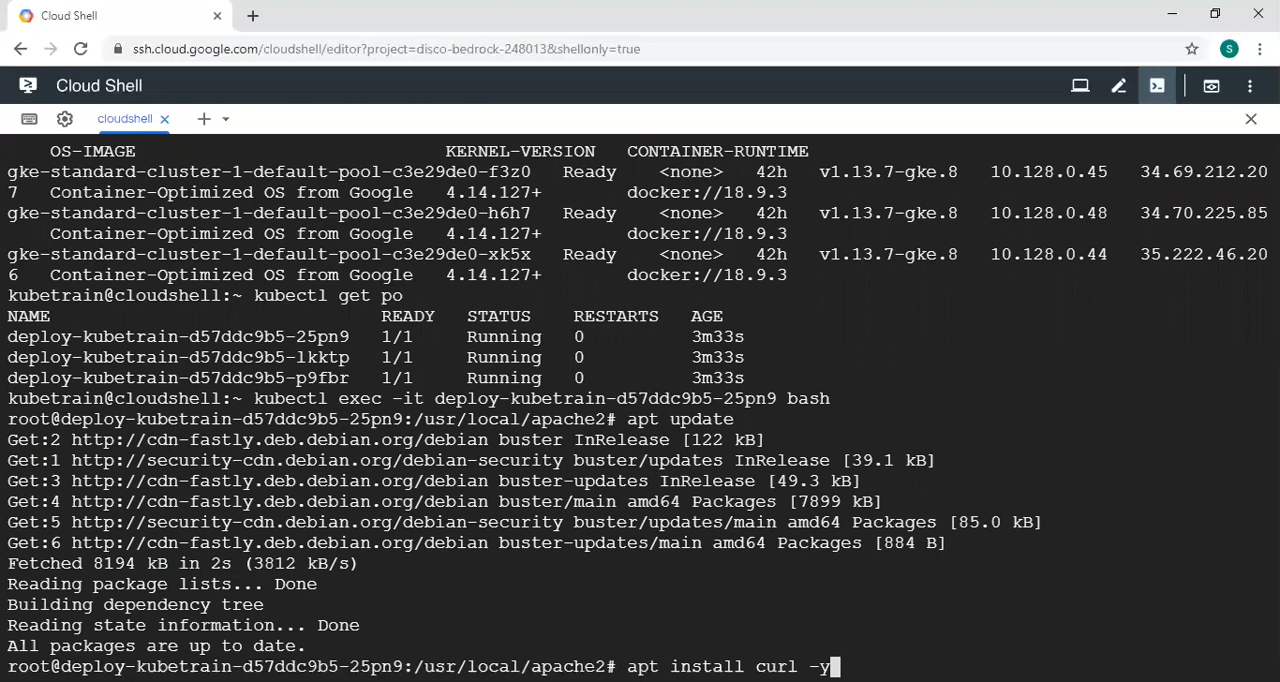 Cloud Shell
ssh.cloud.google.com/cloudshell/editor?project=disco-bedrock-248013&shellonly=true
S
Cloud Shell
cloudshell
OS-IMAGE KERNEL-VERSION CONTAINER-RUNTIME
gke-standard-cluster-1-default-pool-c3e29de0-f3z0 Ready <none> 42h v1.13.7-gke.8 10.128.0.45 34.69.212.20
7 Container-Optimized OS from Google 4.14.127+ docker://18.9.3
gke-standard-cluster-1-default-pool-c3e29de0-h6h7 Ready <none> 42h v1.13.7-gke.8 10.128.0.48 34.70.225.85
Container-Optimized OS from Google 4.14.127+ docker://18.9.3
gke-standard-cluster-1-default-pool-c3e29de0-xk5x Ready <none> 42h v1.13.7-gke.8 10.128.0.44 35.222.46.20
6 Container-Optimized OS from Google 4.14.127+ docker://18.9.3
kubetrain@cloudshell:~ kubectl get po
NAME READY STATUS RESTARTS AGE
deploy-kubetrain-d57ddc9b5-25pn9 1/1 Running 0 3m33s
deploy-kubetrain-d57ddc9b5-lkktp 1/1 Running 0 3m33s
deploy-kubetrain-d57ddc9b5-p9fbr 1/1 Running 0 3m33s
kubetrain@cloudshell:~ kubectl exec -it deploy-kubetrain-d57ddc9b5-25pn9 bash
root@deploy-kubetrain-d57ddc9b5-25pn9:/usr/local/apache2# apt update
Get:2 http://cdn-fastly.deb.debian.org/debian buster InRelease [122 kB]
Get:1 http://security-cdn.debian.org/debian-security buster/updates InRelease [39.1 kB]
Get:3 http://cdn-fastly.deb.debian.org/debian buster-updates InRelease [49.3 kB]
Get:4 http://cdn-fastly.deb.debian.org/debian buster/main amd64 Packages [7899 kB]
Get:5 http://security-cdn.debian.org/debian-security buster/updates/main amd64 Packages [85.0 kB]
Get:6 http://cdn-fastly.deb.debian.org/debian buster-updates/main amd64 Packages [884 B]
Fetched 8194 kB in 2s (3812 kB/s)
Reading package lists... Done
Building dependency tree
Reading state information... Done
All packages are up to date.
root@deploy-kubetrain-d57ddc9b5-25pn9:/usr/local/apache2# apt install curl -y